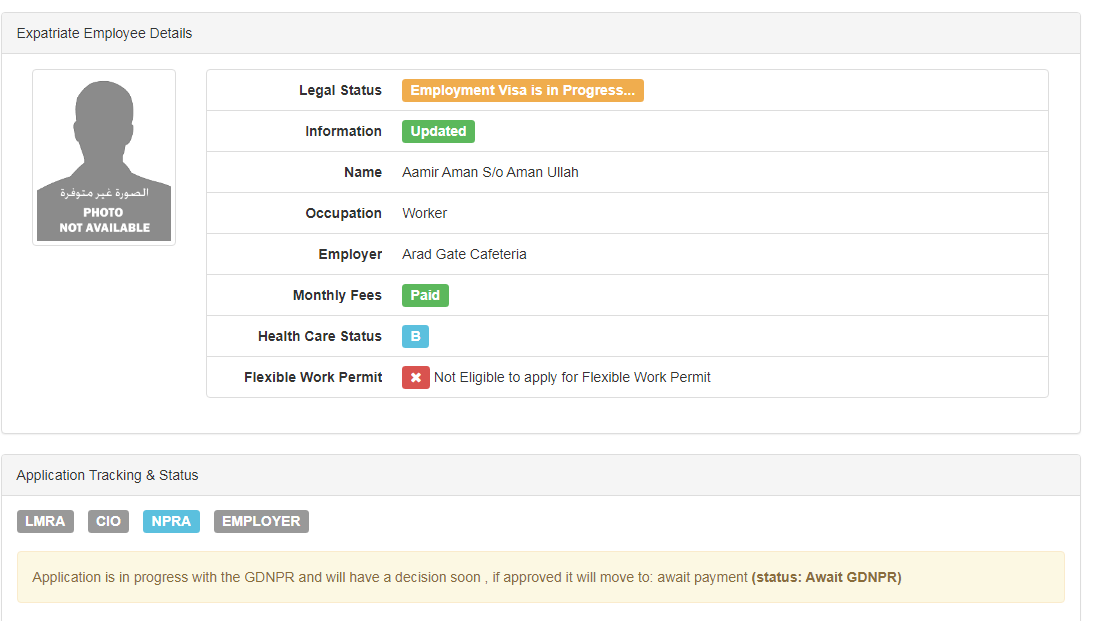 Expatriate Employee Details
الصورة غير متوفرة
PHOTO
NOT AVAILABLE
Legal Status Employment Visa is in Progress...
Information Updated
Name Aamir Aman S/o Aman Ullah
Occupation Worker
Employer Arad Gate Cafeteria
Monthly Fees Paid
Health Care Status B
Flexible Work Permit ✖ Not Eligible to apply for Flexible Work Permit
Application Tracking & Status
LMRA CIO NPRA EMPLOYER
Application is in progress with the GDNPR and will have a decision soon , if approved it will move to: await payment (status: Await GDNPR)